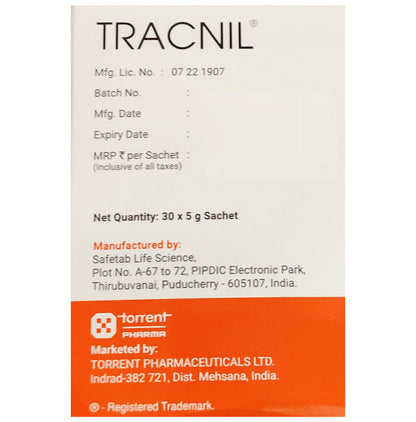 TRACNIL®
Mfg. Lic. No. : 07 22 1907
Batch No. :
Mfg. Date :
Expiry Date :
MRP ₹ per Sachet :
(Inclusive of all taxes)
Net Quantity: 30 x 5 g Sachet
Manufactured by:
Safetab Life Science,
Plot No. A-67 to 72, PIPDIC Electronic Park,
Thirubuvanai, Puducherry - 605107, India.
torrent
PHARMA
Marketed by:
TORRENT PHARMACEUTICALS LTD.
Indrad-382 721, Dist. Mehsana, India.
® - Registered Trademark.